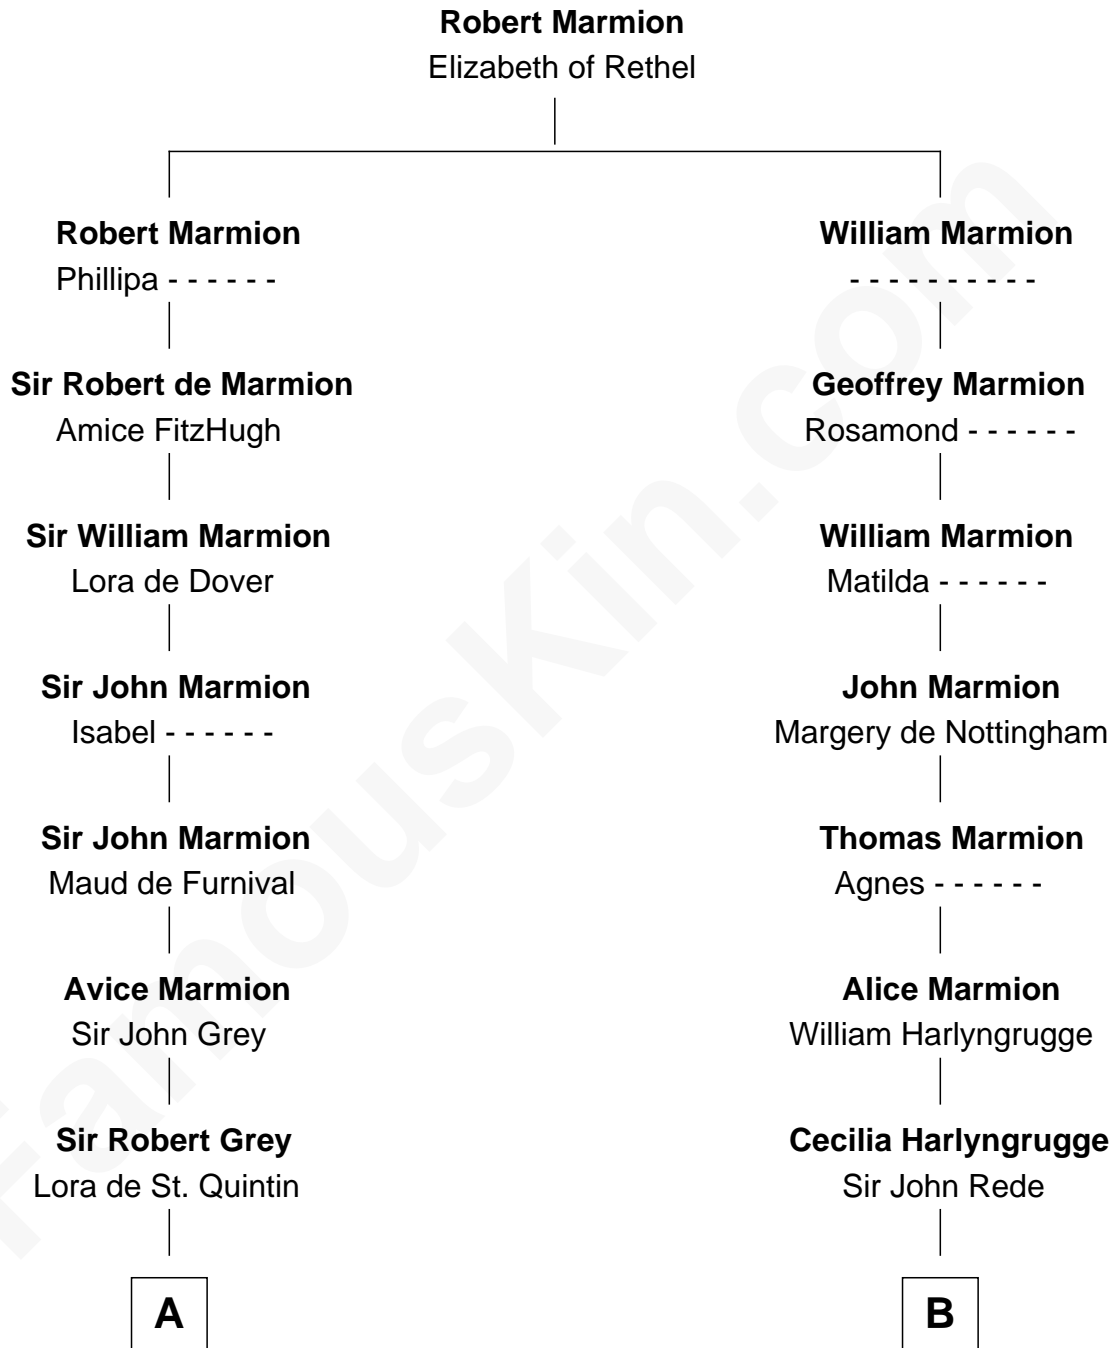 Robert Marmion
Elizabeth of Rethel
Robert Marmion
Phillipa - - - - - -
William Marmion
- - - - - - - - - -
Sir Robert de Marmion
Amice FitzHugh
Geoffrey Marmion
Rosamond - - - - - -
Sir William Marmion
Lora de Dover
William Marmion
Matilda - - - - - -
Sir John Marmion
Isabel - - - - - -
John Marmion
Margery de Nottingham
Sir John Marmion
Maud de Furnival
Thomas Marmion
Agnes - - - - - -
Avice Marmion
Sir John Grey
Alice Marmion
William Harlyngrugge
Sir Robert Grey
Lora de St. Quintin
Cecilia Harlyngrugge
Sir John Rede
A
B
FamousKin.com